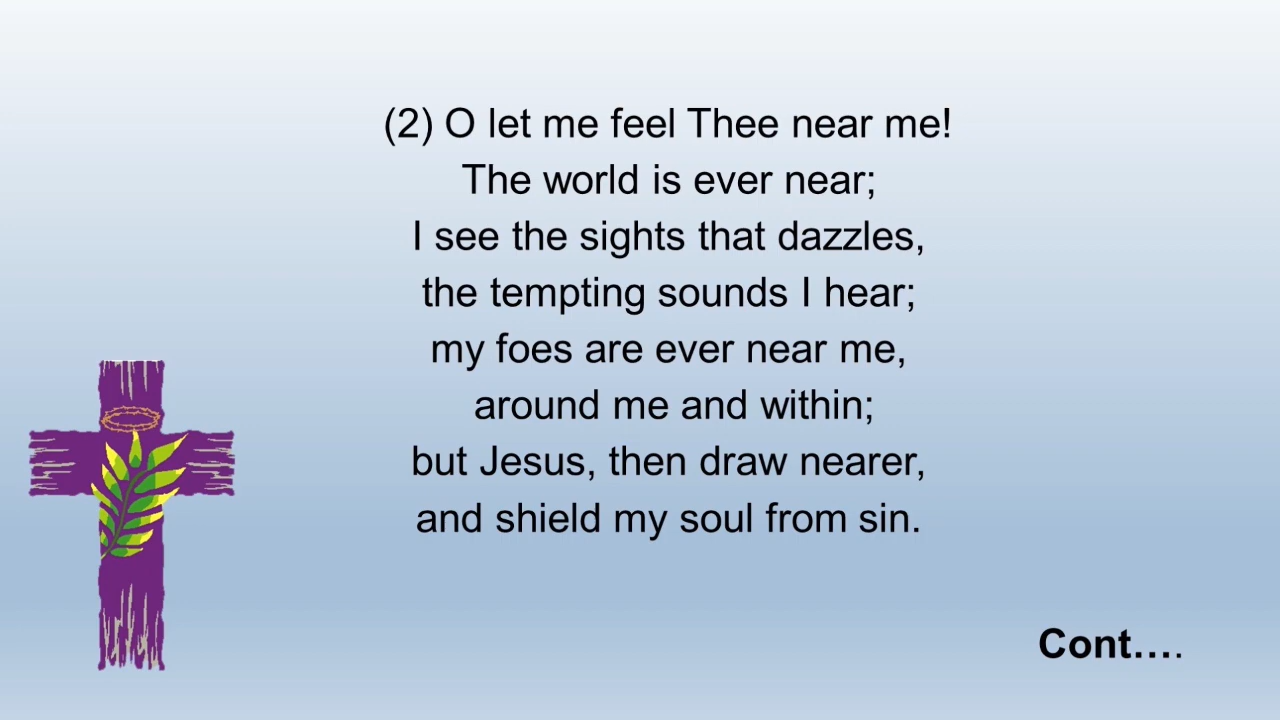 (2) O let me feel Thee near me!
The world is ever near;
I see the sights that dazzles,
the tempting sounds I hear;
my foes are ever near me,
around me and within;
but Jesus, then draw nearer,
and shield my soul from sin.
Cont….